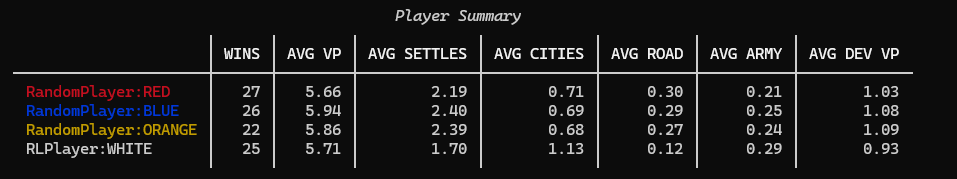 Player Summary
WINS AVG VP AVG SETTLES AVG CITIES AVG ROAD AVG ARMY AVG DEV VP
RandomPlayer:RED 27 5.66 2.19 0.71 0.30 0.21 1.03
RandomPlayer:BLUE 26 5.94 2.40 0.69 0.29 0.25 1.08
RandomPlayer:ORANGE 22 5.86 2.39 0.68 0.27 0.24 1.09
RLPlayer:WHITE 25 5.71 1.70 1.13 0.12 0.29 0.93